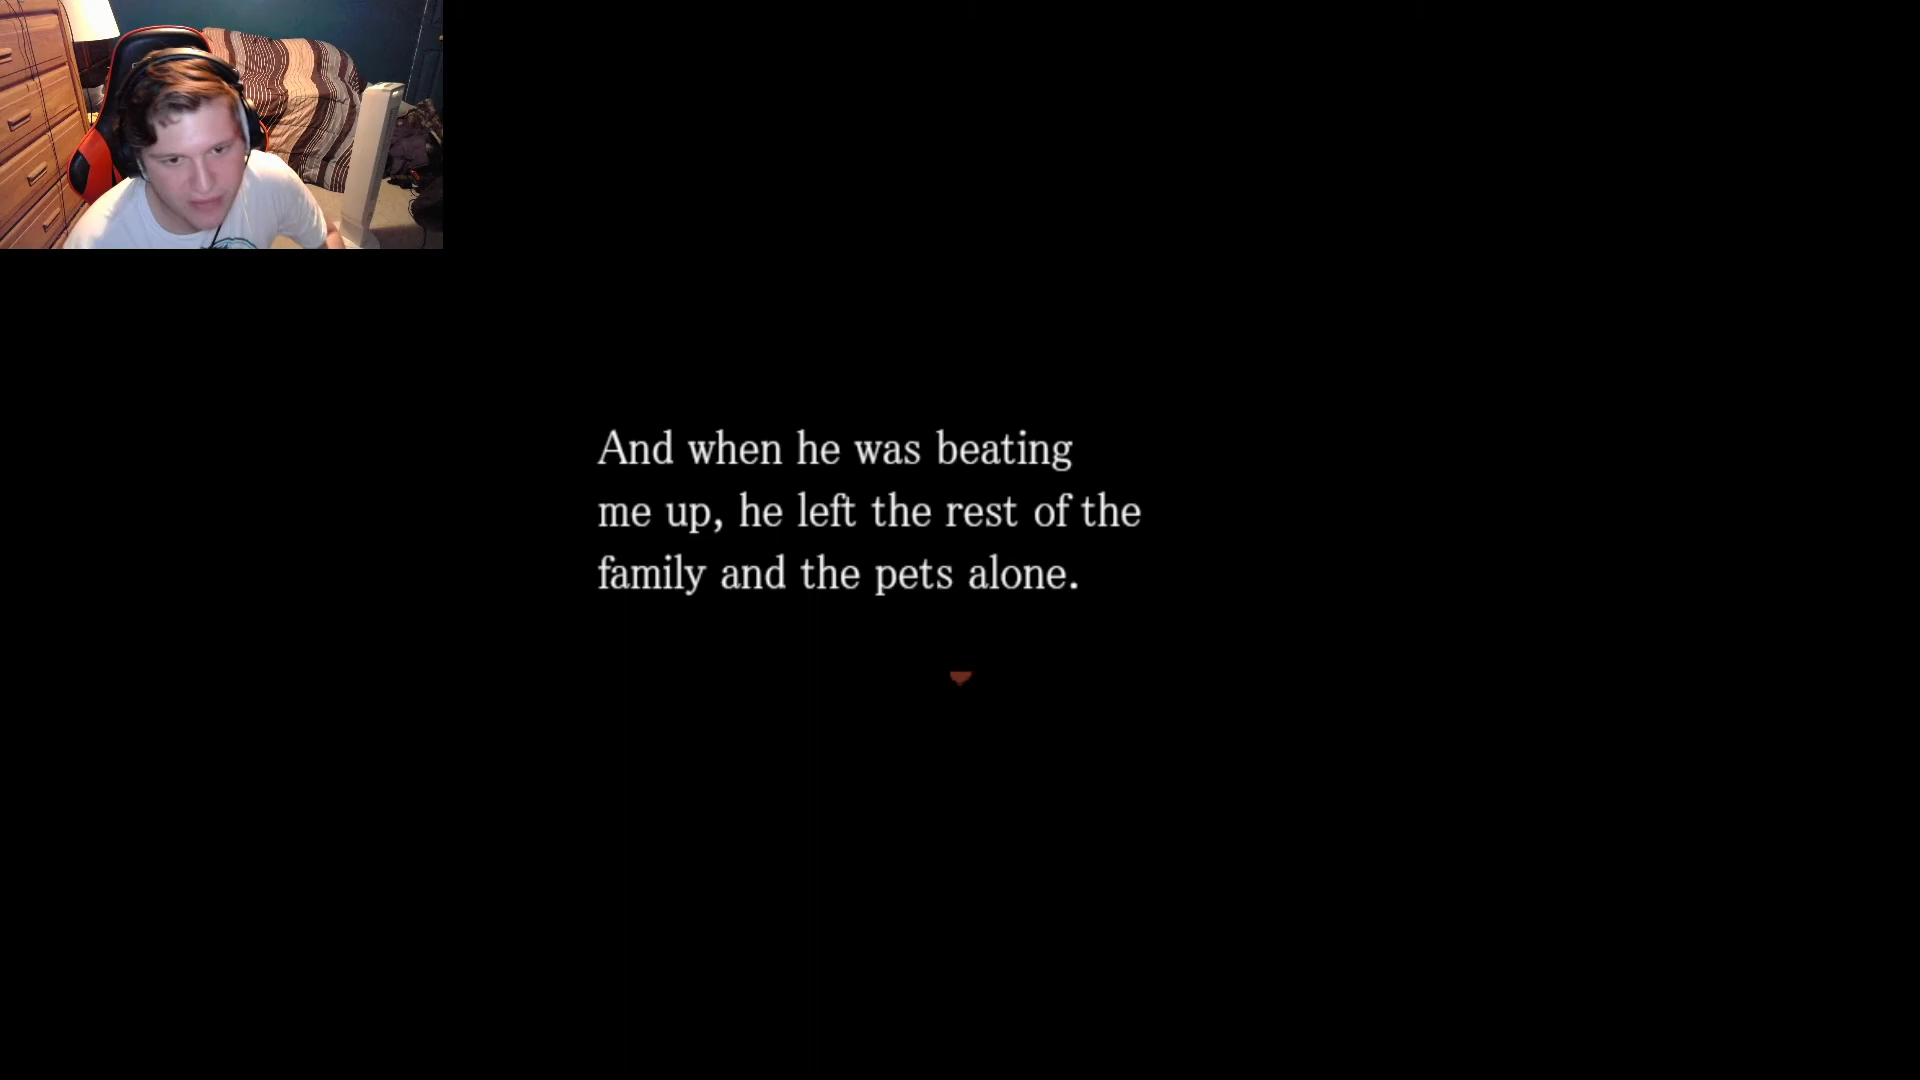 And when he was beating
me up, he left the rest of the
family and the pets alone.